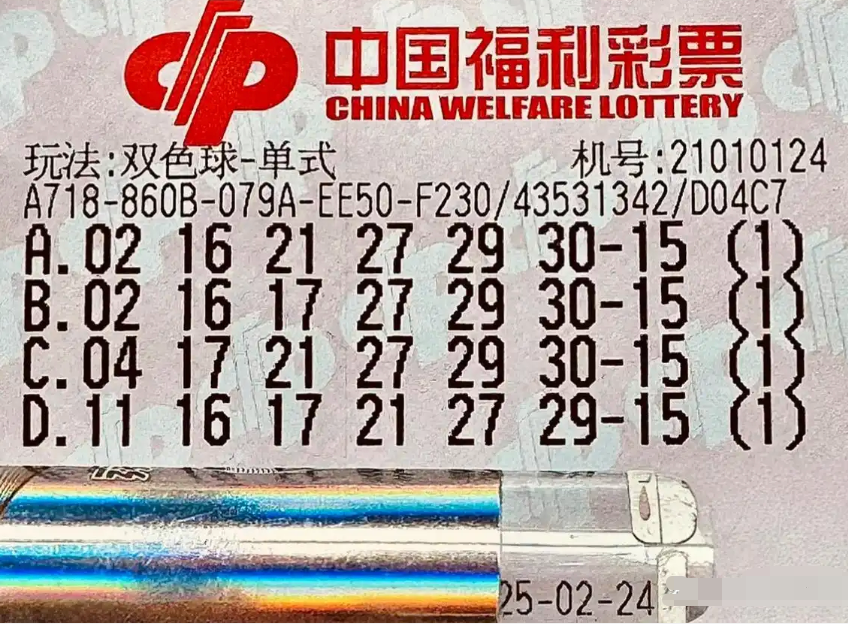 中国福利彩票
CHINA WELFARE LOTTERY
玩法:双色球-单式 机号:21010124
A718-860B-079A-EE50-F230/43531342/D04C7
A.02 16 21 27 29 30-15 (1)
B.02 16 17 27 29 30-15 (1)
C.04 17 21 27 29 30-15 (1)
D.11 16 17 21 27 29-15 (1)
25-02-24